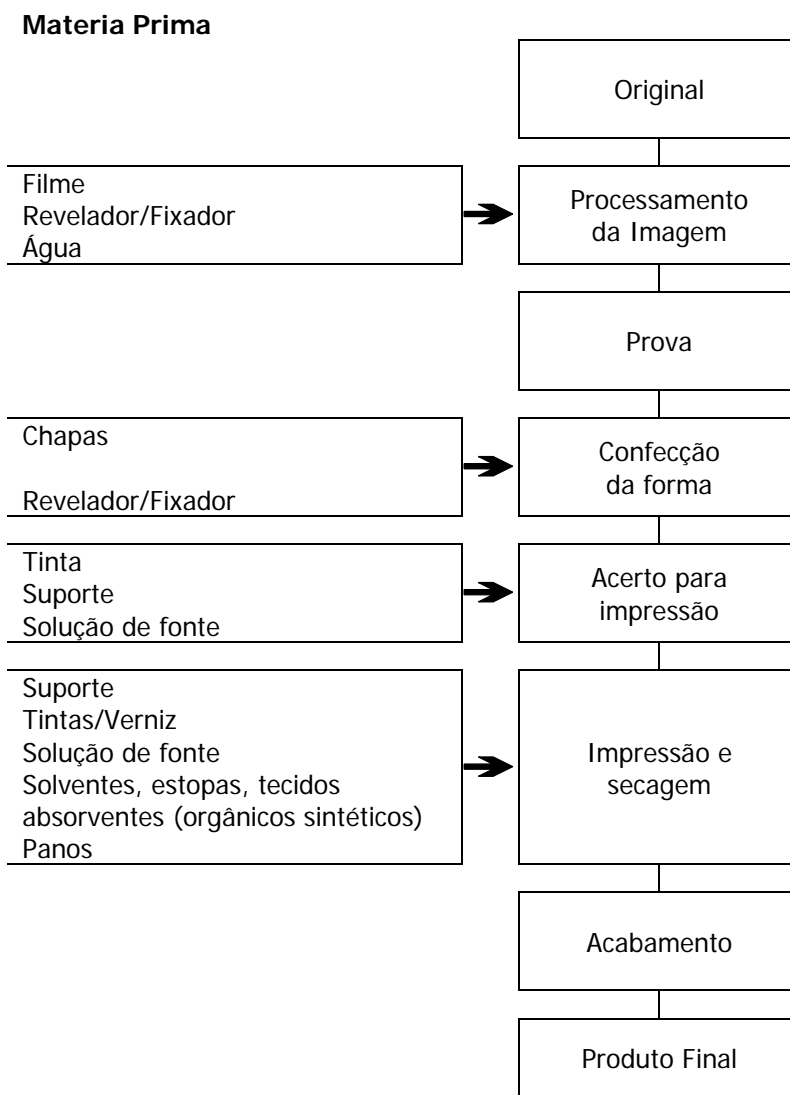 Materia Prima
Original
Filme
Revelador/Fixador
Água
Processamento
da Imagem
Prova
Chapas
Revelador/Fixador
Confecção
da forma
Tinta
Suporte
Solução de fonte
Acerto para
impressão
Suporte
Tintas/Verniz
Solução de fonte
Solventes, estopas, tecidos
absorventes (orgânicos sintéticos)
Panos
Impressão e
secagem
Acabamento
Produto Final